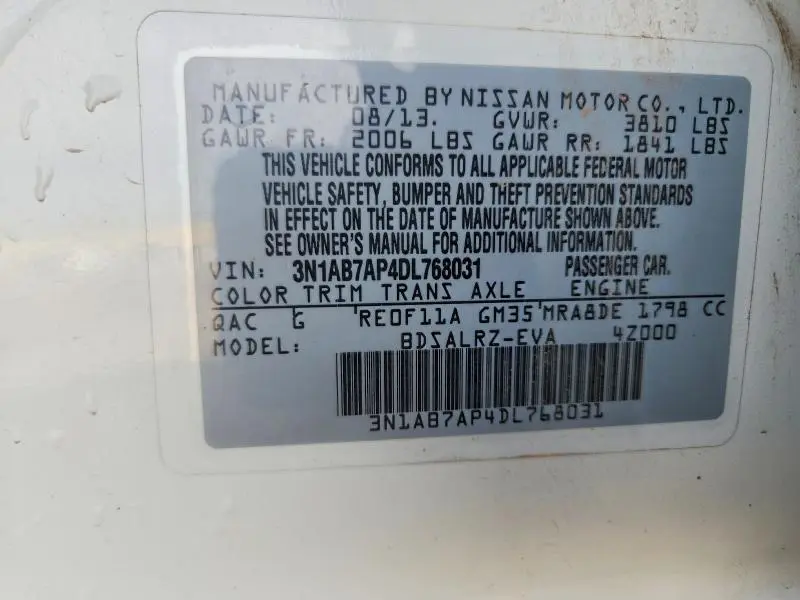 MANUFACTURED BY NISSAN MOTOR CO., LTD.
DATE: 08/13. GVWR: 3810 LBS
GAWR FR: 2006 LBS GAWR RR: 1841 LBS
THIS VEHICLE CONFORMS TO ALL APPLICABLE FEDERAL MOTOR
VEHICLE SAFETY, BUMPER AND THEFT PREVENTION STANDARDS
IN EFFECT ON THE DATE OF MANUFACTURE SHOWN ABOVE.
SEE OWNER'S MANUAL FOR ADDITIONAL INFORMATION.
VIN: 3N1AB7AP4DL768031 PASSENGER CAR.
COLOR TRIM TRANS AXLE ENGINE
QAC G RE0F11A GM35 MRA8DE 1798 CC
MODEL: BDSALRZ-EVA 4Z000
3N1AB7AP4DL768031